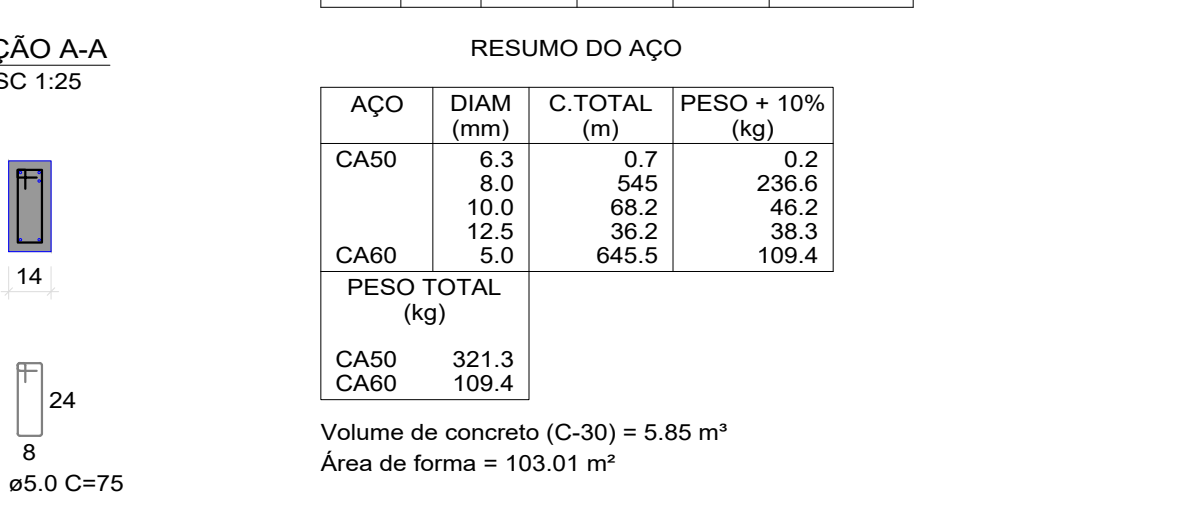 ÇÃO A-A
SC 1:25
14
24
8
ø5.0 C=75
RESUMO DO AÇO
AÇO DIAM C.TOTAL PESO + 10%
(mm) (m) (kg)
CA50 6.3 0.7 0.2
8.0 545 236.6
10.0 68.2 46.2
12.5 36.2 38.3
CA60 5.0 645.5 109.4
PESO TOTAL
(kg)
CA50 321.3
CA60 109.4
Volume de concreto (C-30) = 5.85 m³
Área de forma = 103.01 m²